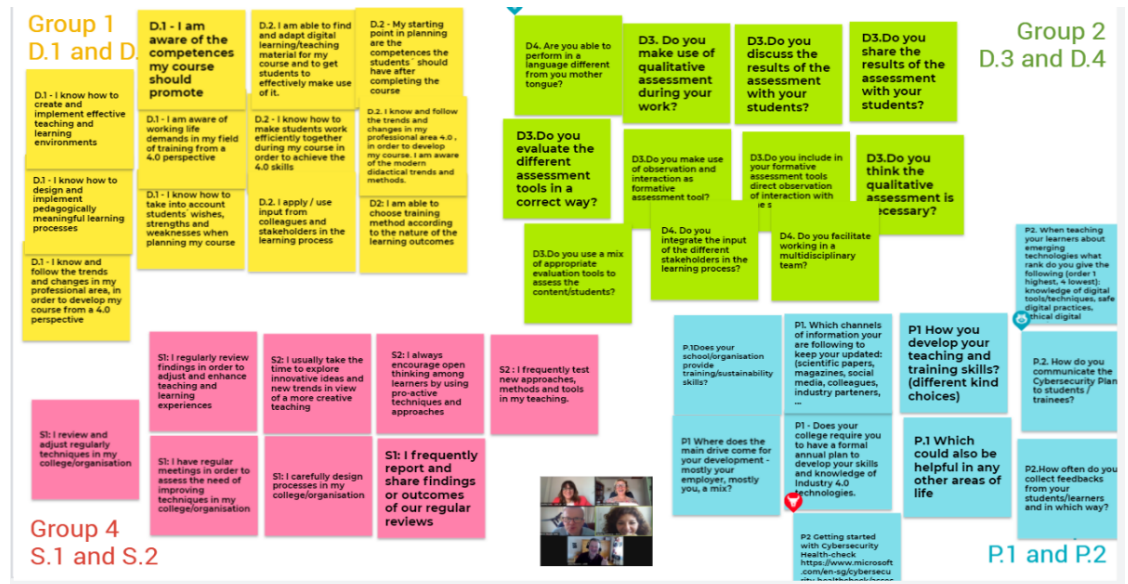 Group 1
D.1 and D.
D.1 - I know how to
create and
implement effective
teaching and
learning
environments
D.1 - I know how to
design and
implement
pedagogically
meaningful learning
processes
D.1 - I know and
follow the trends
and changes in my
professional area, in
order to develop my
course from a 4.0
perspective
D.1 - I am
aware of the
competences
my course
should
promote
D.1 - I am aware of
working life
demands in my field
of training from a
4.0 perspective
D.1 - I know how to
take into account
students´ wishes,
strengths and
weaknesses when
planning my course
D.2. I am able to find
and adapt digital
learning/teaching
material for my
course and to get
students to
effectively make use
of it.
D.2 - I know how to
make students work
efficiently together
during my course in
order to achieve the
4.0 skills
D.2. I apply / use
input from
colleagues and
stakeholders in the
learning process
D.2 - My starting
point in planning
are the
competences the
students´ should
have after
completing the
course
D.2. I know and follow
the trends and
changes in my
professional area 4.0 ,
in order to develop
my course. I am aware
of the modern
didactical trends and
methods.
D2: I am able to
choose training
method according
to the nature of the
learning outcomes
Group 2
D.3 and D.4
D4. Are you able to
perform in a
language different
from you mother
tongue?
D3. Do you
make use of
qualitative
assessment
during your
work?
D3.Do you
discuss the
results of the
assessment
with your
students?
D3.Do you
share the
results of the
assessment
with your
students?
D3.Do you
evaluate the
different
assessment
tools in a
correct way?
D3.Do you make use
of observation and
interaction as
formative
assessment tool?
D3.Do you include in
your formative
assessment tools
direct observation
of interaction with
D3.Do you
think the
qualitative
assessment is
necessary?
D3.Do you use a mix
of appropriate
evaluation tools to
assess the
content/students?
D4. Do you
integrate the input
of the different
stakeholders in the
learning process?
D4. Do you facilitate
working in a
multidisciplinary
team?
S1: I review and
adjust regularly
techniques in my
college/organisation
S1: I regularly review
findings in order to
adjust and enhance
teaching and
learning
experiences
S2: I usually take the
time to explore
innovative ideas and
new trends in view
of a more creative
teaching
S2: I always
encourage open
thinking among
learners by using
pro-active
techniques and
approaches
S2 : I frequently test
new approaches,
methods and tools
in my teaching.
S1: I have regular
meetings in order to
assess the need of
improving
techniques in my
college/organisation
S1: I carefully design
processes in my
college/organisation
S1: I frequently
report and
share findings
or outcomes
of our regular
reviews
Group 4
S.1 and S.2
P.1Does your
school/organisation
provide
training/sustainability
skills?
P1. Which channels
of information your
are following to
keep your updated:
(scientific papers,
magazines, social
media, colleagues,
industry parteners,
...
P1 How you
develop your
teaching and
training skills?
(different kind
choices)
P2. When teaching
your learners about
emerging
technologies what
rank do you give the
following (order 1
highest, 4 lowest):
knowledge of digital
tools/techniques, safe
digital practices,
ethical digital
P.2. How do you
communicate the
Cybersecurity Plan
to students /
trainees?
P1 Where does the
main drive come for
your development -
mostly your
employer, mostly
you, a mix?
P1 - Does your
college require you
to have a formal
annual plan to
develop your skills
and knowledge of
Industry 4.0
technologies.
P.1 Which
could also be
helpful in any
other areas of
life
P2.How often do you
collect feedbacks
from your
students/learners
and in which way?
P2 Getting started
with Cybersecurity
Health-check
https://www.microsoft
.com/en-sg/cybersecu
P.1 and P.2